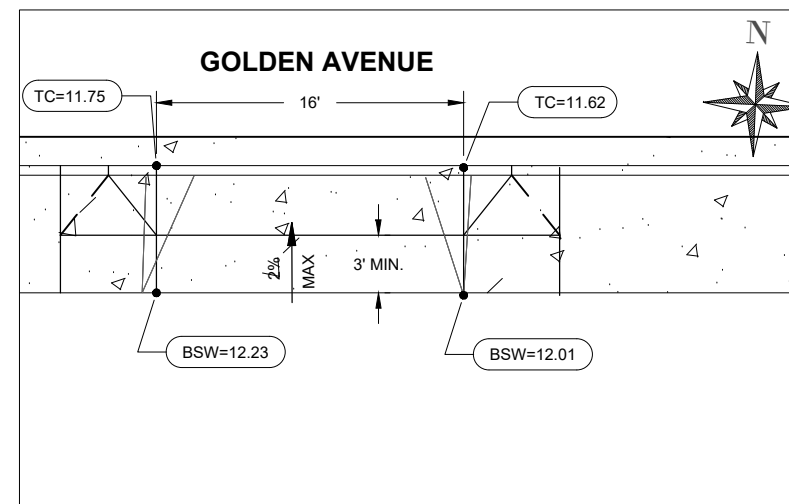 N
GOLDEN AVENUE
TC=11.75
16'
TC=11.62
2%
MAX
3' MIN.
BSW=12.23
BSW=12.01